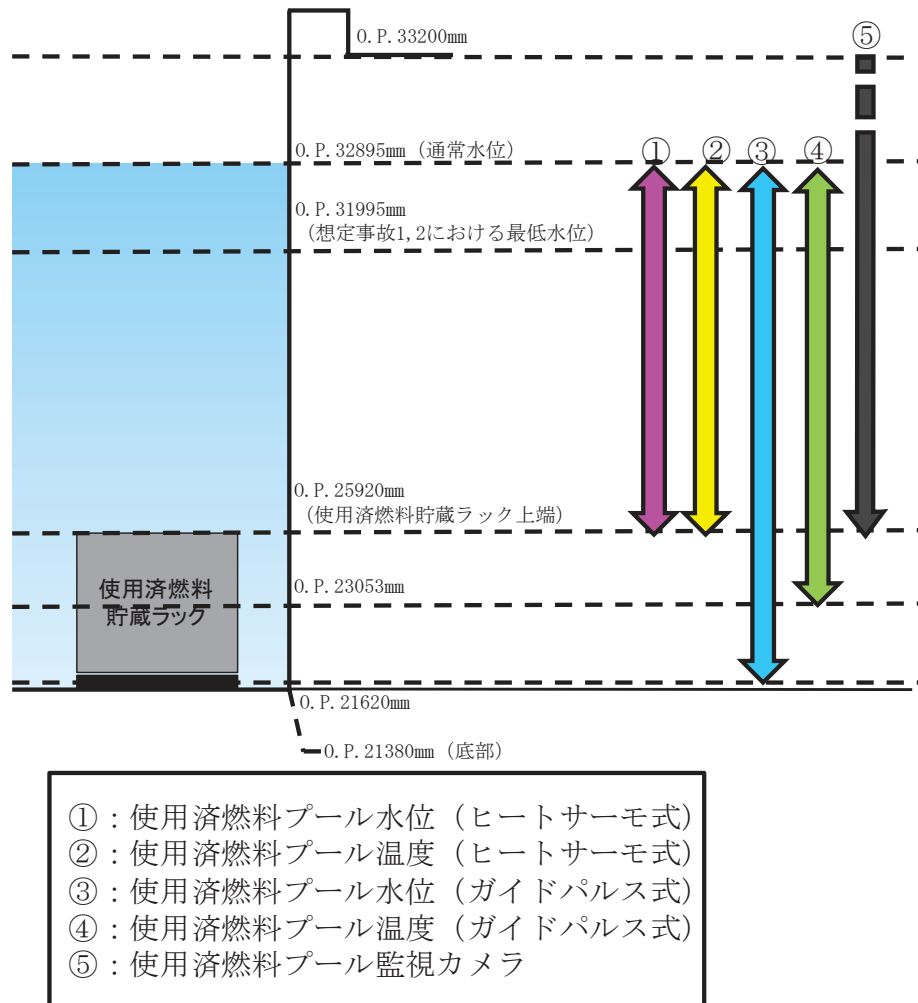 O.P.33200mm
⑤
O.P.32895mm（通常水位）
① ② ③ ④
O.P.31995mm
（想定事故1,2における最低水位）
O.P.25920mm
（使用済燃料貯蔵ラック上端）
使用済燃料
貯蔵ラック
O.P.23053mm
O.P.21620mm
O.P.21380mm（底部）
①：使用済燃料プール水位（ヒートサーモ式）
②：使用済燃料プール温度（ヒートサーモ式）
③：使用済燃料プール水位（ガイドパルス式）
④：使用済燃料プール温度（ガイドパルス式）
⑤：使用済燃料プール監視カメラ